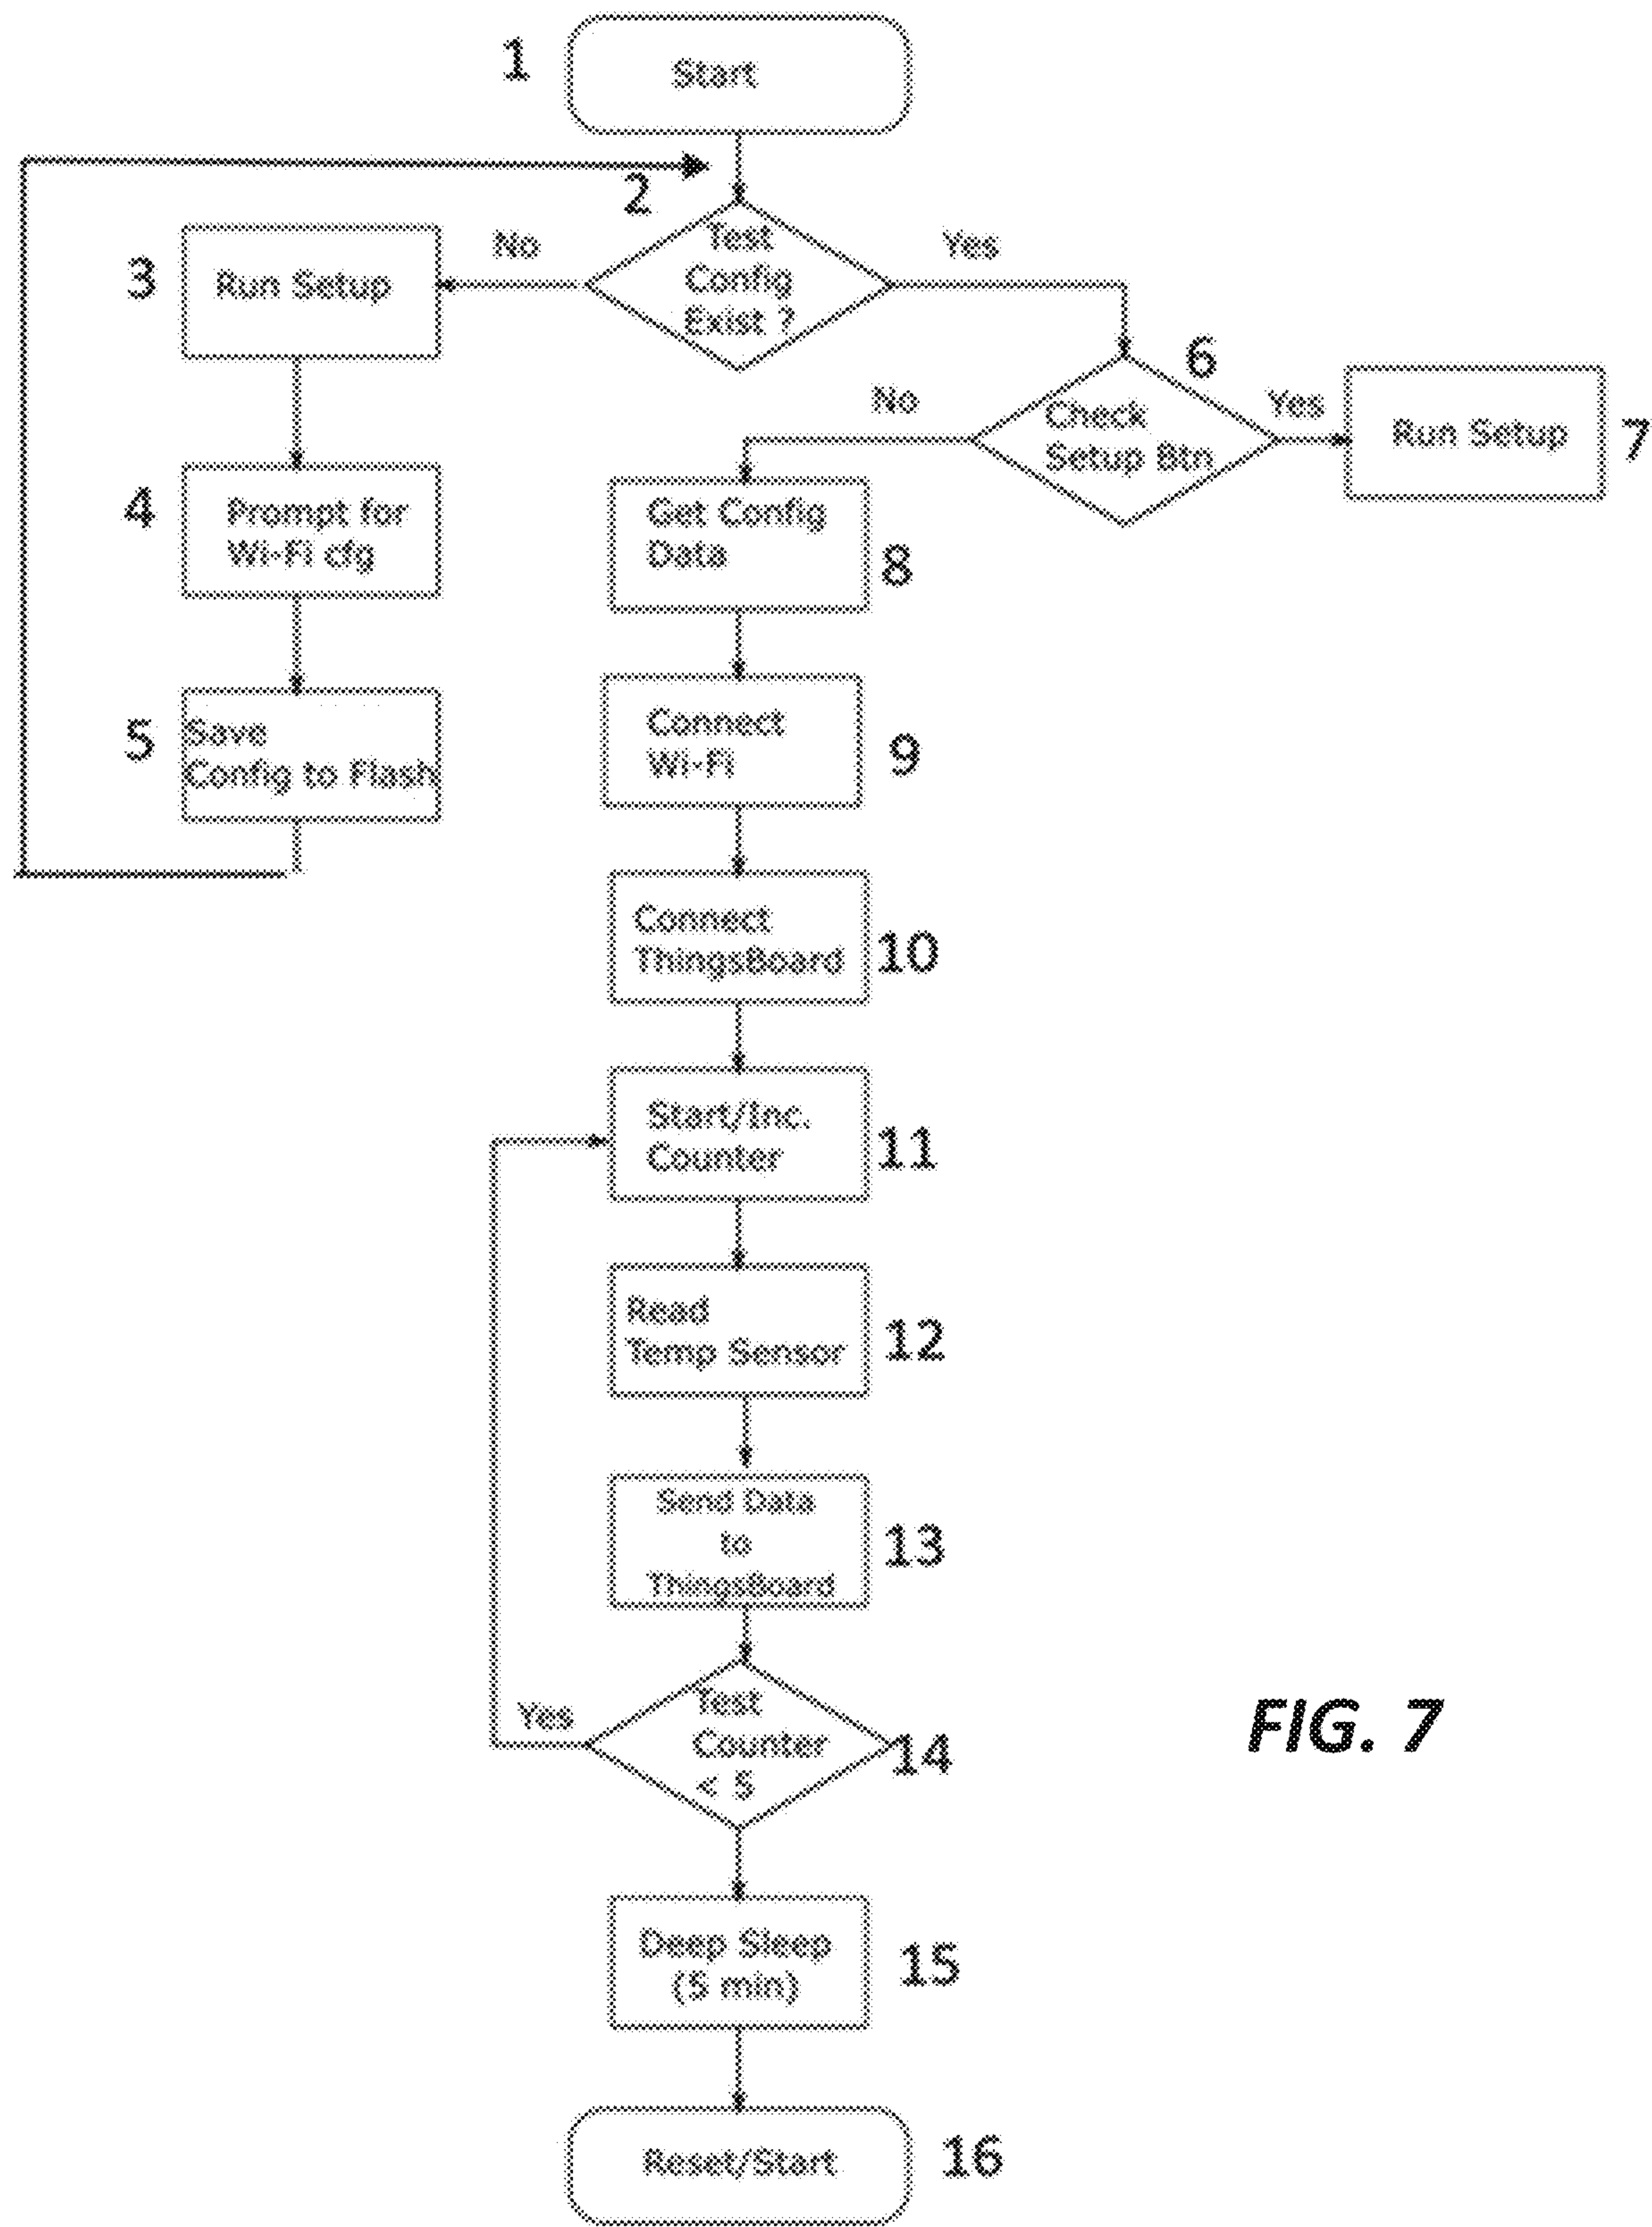 1
Start
2
Test
Config
Exist ?
No
Yes
3
Run Setup
4
Prompt for
Wi-Fi cfg
5
Save
Config to Flash
6
Check
Setup Btn
No
Yes
Run Setup
7
Get Config
Data
8
Connect
Wi-Fi
9
Connect
ThingsBoard
10
Start/Inc.
Counter
11
Read
Temp Sensor
12
Send Data
to
ThingsBoard
13
Test
Counter
< 5
14
Yes
Deep Sleep
(5 min)
15
Reset/Start
16
FIG. 7